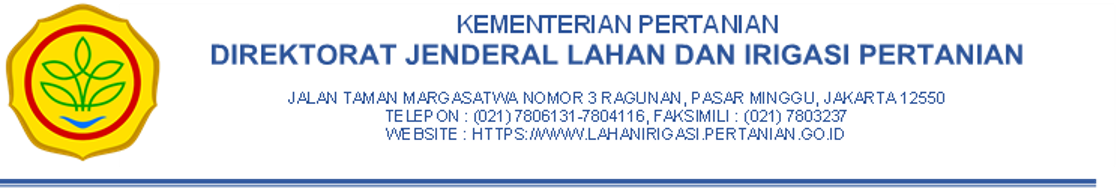 KEMENTERIAN PERTANIAN
DIREKTORAT JENDERAL LAHAN DAN IRIGASI PERTANIAN
JALAN TAMAN MARGASATWA NOMOR 3 RAGUNAN, PASAR MINGGU, JAKARTA 12550
TELEPON : (021) 7806131-7804116, FAKSIMILI : (021) 7803237
WEBSITE : HTTPS://WWW.LAHANIRIGASI.PERTANIAN.GO.ID